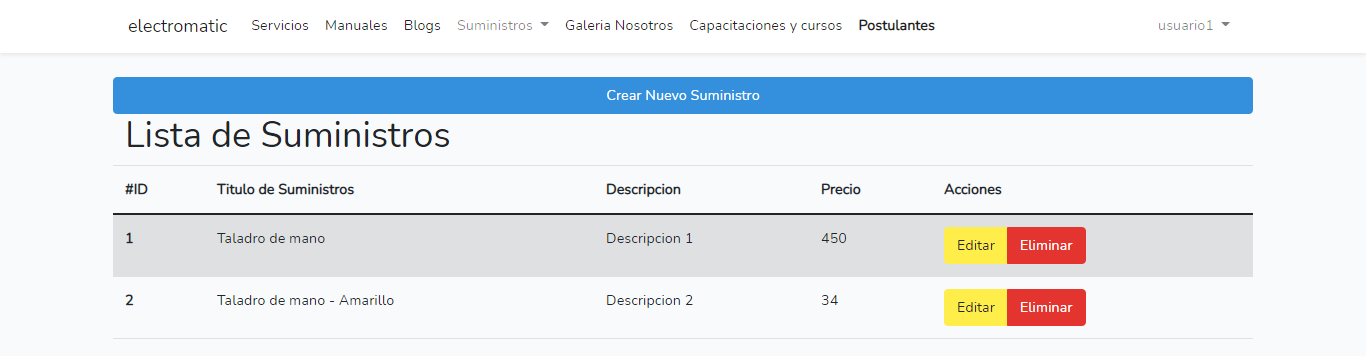 electromatic Servicios Manuales Blogs Suministros Galeria Nosotros Capacitaciones y cursos Postulantes usuario1
Crear Nuevo Suministro
Lista de Suministros
#ID Titulo de Suministros Descripcion Precio Acciones
1 Taladro de mano Descripcion 1 450 Editar Eliminar
2 Taladro de mano - Amarillo Descripcion 2 34 Editar Eliminar